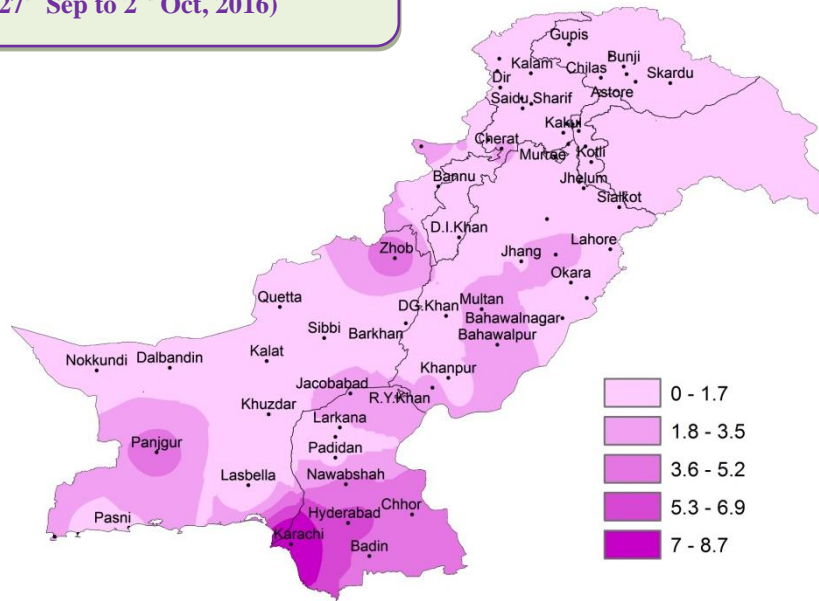 27 Sep to 2 Oct, 2016)
Gupis
Kalam
Chilas
Bunji
Skardu
Dir
Saidu Sharif
Astore
Kakul
Cherat
Murree
Kotli
Bannu
Jhelum
Sialkot
D.I.Khan
Zhob
Lahore
Jhang
Okara
Quetta
DG.Khan
Multan
Bahawalnagar
Sibbi
Barkhan
Bahawalpur
Nokkundi
Dalbandin
Kalat
Khanpur
Jacobabad
R.Y.Khan
Khuzdar
Larkana
Panjgur
Padidan
Lasbella
Nawabshah
Chhor
Pasni
Hyderabad
Karachi
Badin
0 - 1.7
1.8 - 3.5
3.6 - 5.2
5.3 - 6.9
7 - 8.7